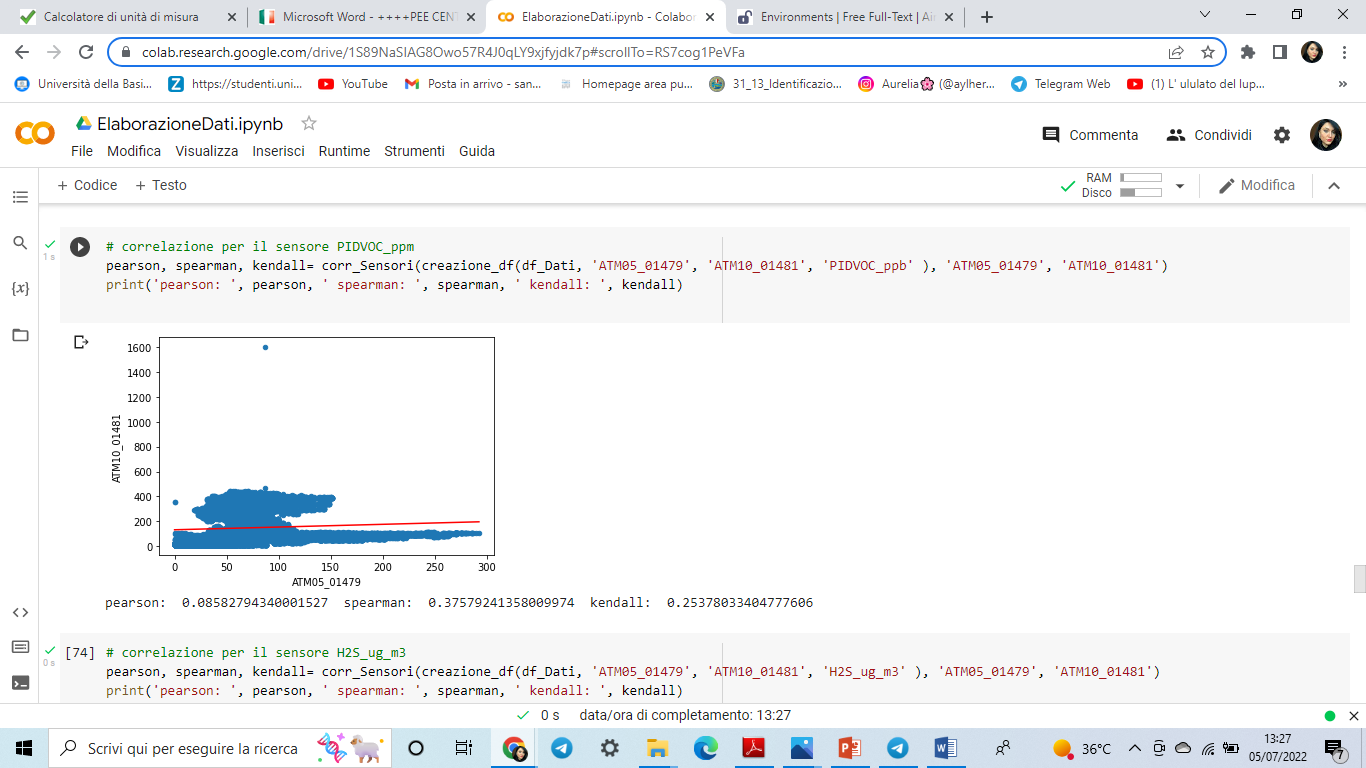 Calcolatore di unità di misura
Microsoft Word - ++++PEE CENT
ElaborazioneDati.ipynb - Colabor
Environments | Free Full-Text | Air
colab.research.google.com/drive/1S89NaSIAG8Owo57R4J0qLY9xjfyjdk7p#scrollTo=RS7cog1PeVFa
Università della Basi...
https://studenti.uni...
YouTube
Posta in arrivo - san...
Homepage area pu...
31_13_Identificazio...
Aurelia🌸 (@aylher...
Telegram Web
(1) L' ululato del lup...
»
ElaborazioneDati.ipynb
Commenta
Condividi
File Modifica Visualizza Inserisci Runtime Strumenti Guida
+ Codice + Testo
RAM
Disco
Modifica
1 s
# correlazione per il sensore PIDVOC_ppm
pearson, spearman, kendall= corr_Sensori(creazione_df(df_Dati, 'ATM05_01479', 'ATM10_01481', 'PIDVOC_ppb' ), 'ATM05_01479', 'ATM10_01481')
print('pearson: ', pearson, ' spearman: ', spearman, ' kendall: ', kendall)
{x}
1600
1400
1200
1000
800
600
400
200
0
ATM10_01481
0 50 100 150 200 250 300
ATM05_01479
pearson:  0.08582794340001527  spearman:  0.37579241358009974  kendall:  0.25378033404777606
[74]
0 s
# correlazione per il sensore H2S_ug_m3
pearson, spearman, kendall= corr_Sensori(creazione_df(df_Dati, 'ATM05_01479', 'ATM10_01481', 'H2S_ug_m3' ), 'ATM05_01479', 'ATM10_01481')
print('pearson: ', pearson, ' spearman: ', spearman, ' kendall: ', kendall)
0 s data/ora di completamento: 13:27
Scrivi qui per eseguire la ricerca
36°C
13:27
05/07/2022
7